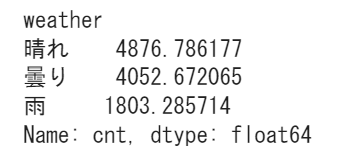 weather
晴れ 4876.786177
曇り 4052.672065
雨 1803.285714
Name: cnt, dtype: float64